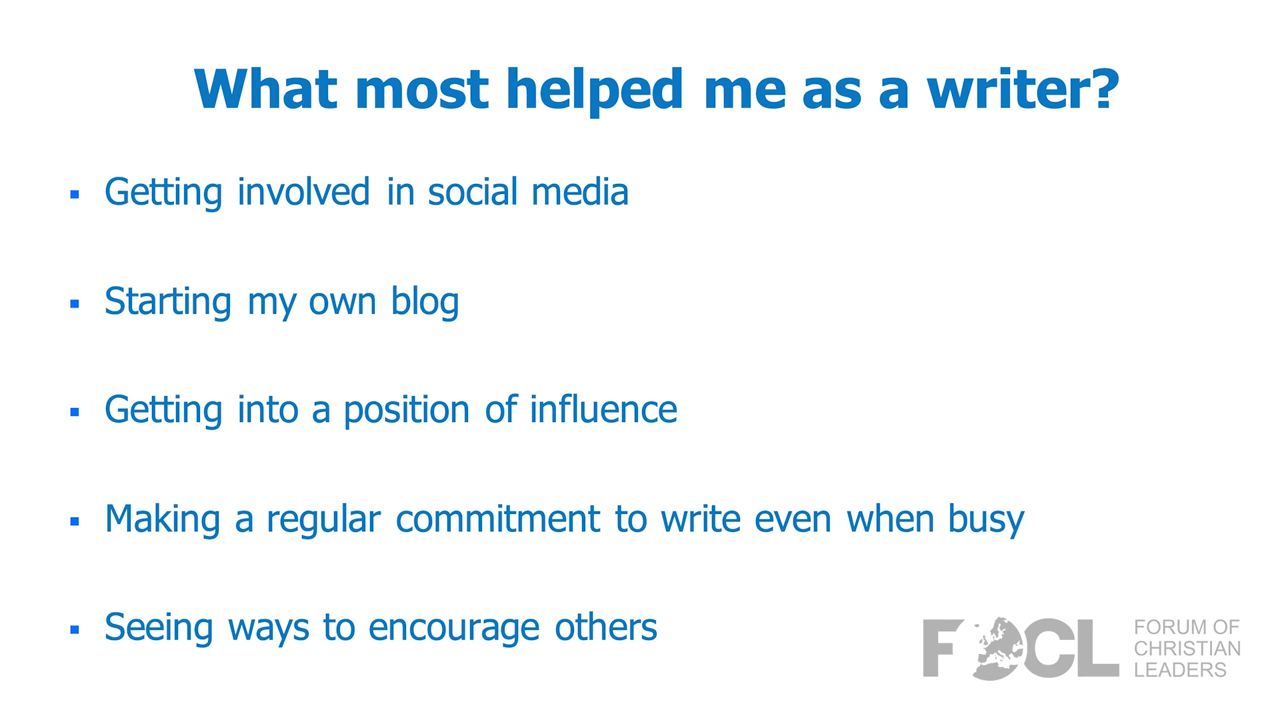 What most helped me as a writer?
▪ Getting involved in social media
▪ Starting my own blog
▪ Getting into a position of influence
▪ Making a regular commitment to write even when busy
▪ Seeing ways to encourage others
FOCL
FORUM OF
CHRISTIAN
LEADERS